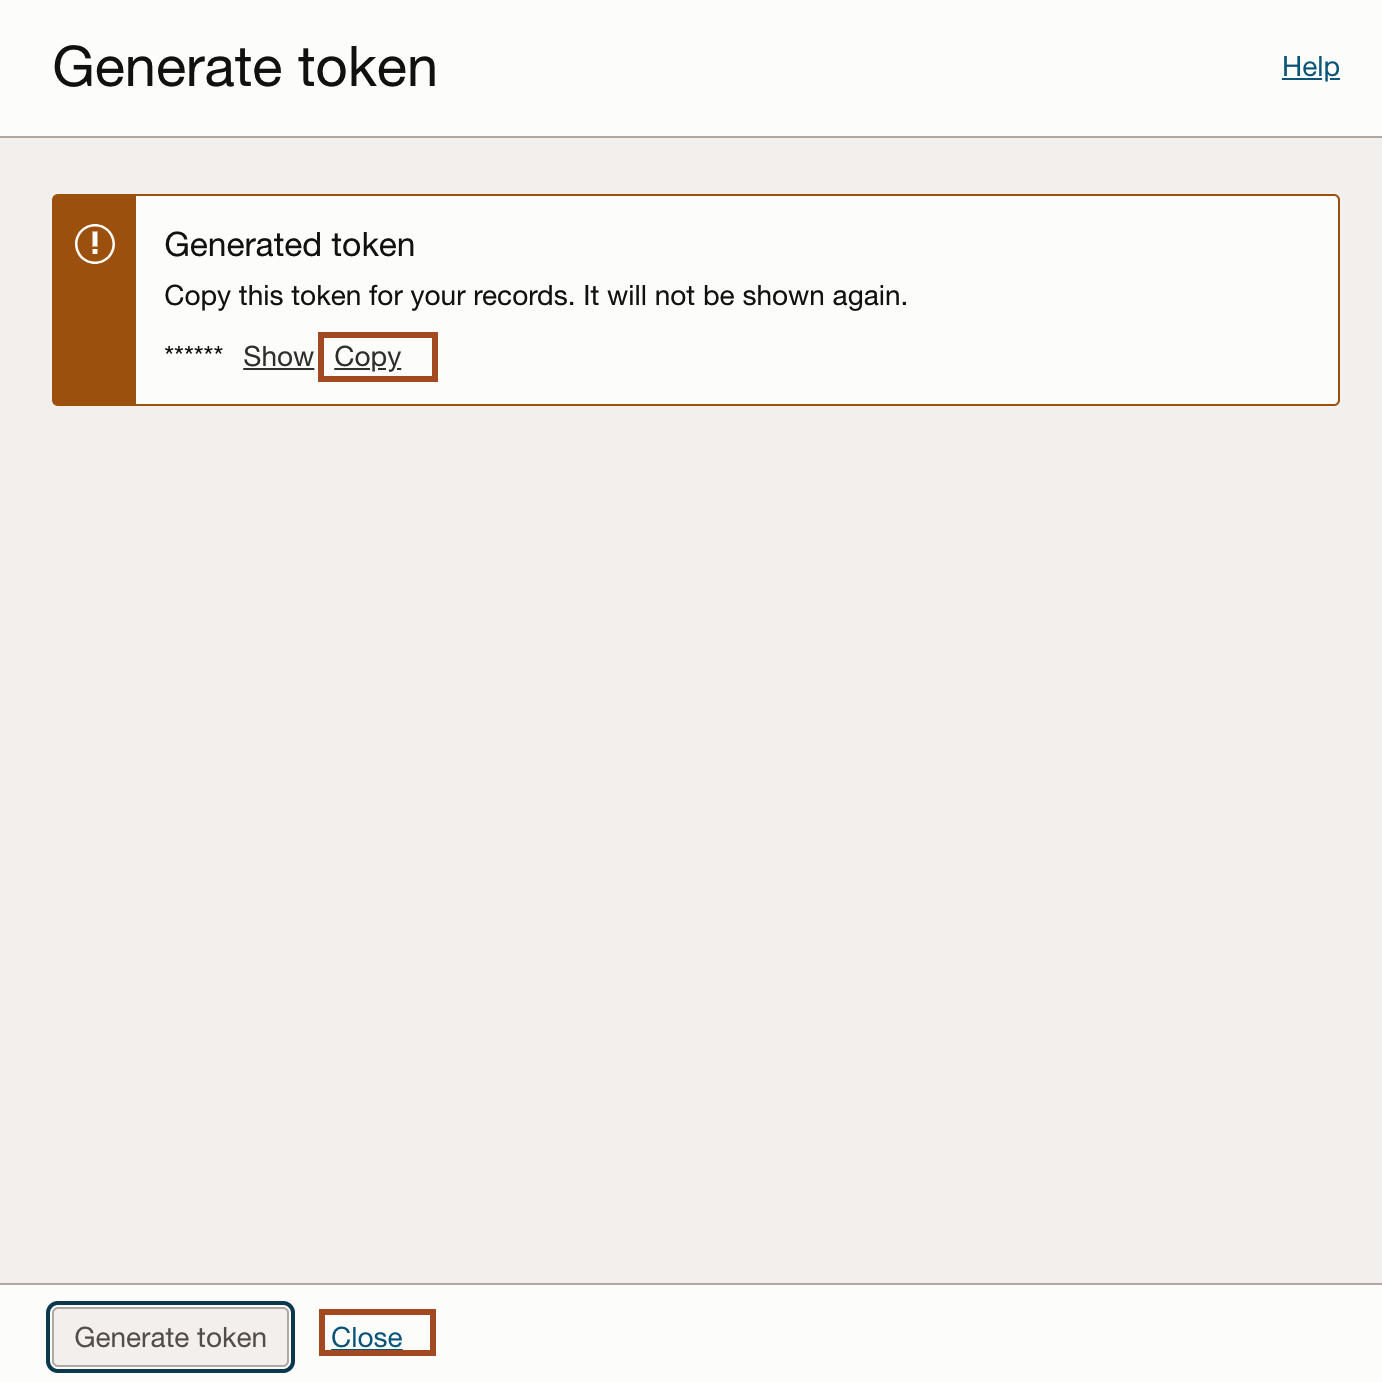 Generate token
Help
Generated token
Copy this token for your records. It will not be shown again.
****** Show Copy
Generate token Close